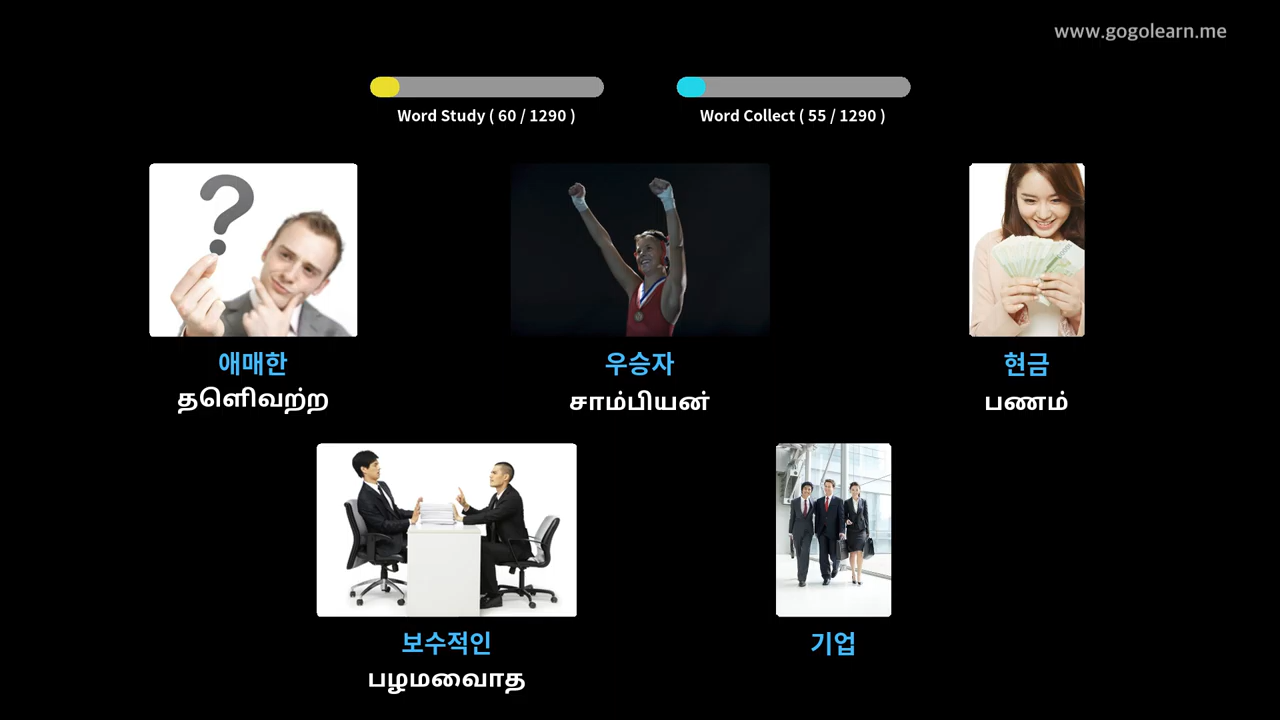 www.gogolearn.me
Word Study ( 60 / 1290 )
Word Collect ( 55 / 1290 )
애매한
தெளிவற்ற
우승자
சாம்பியன்
현금
பணம்
보수적인
பழமைவாத
기업